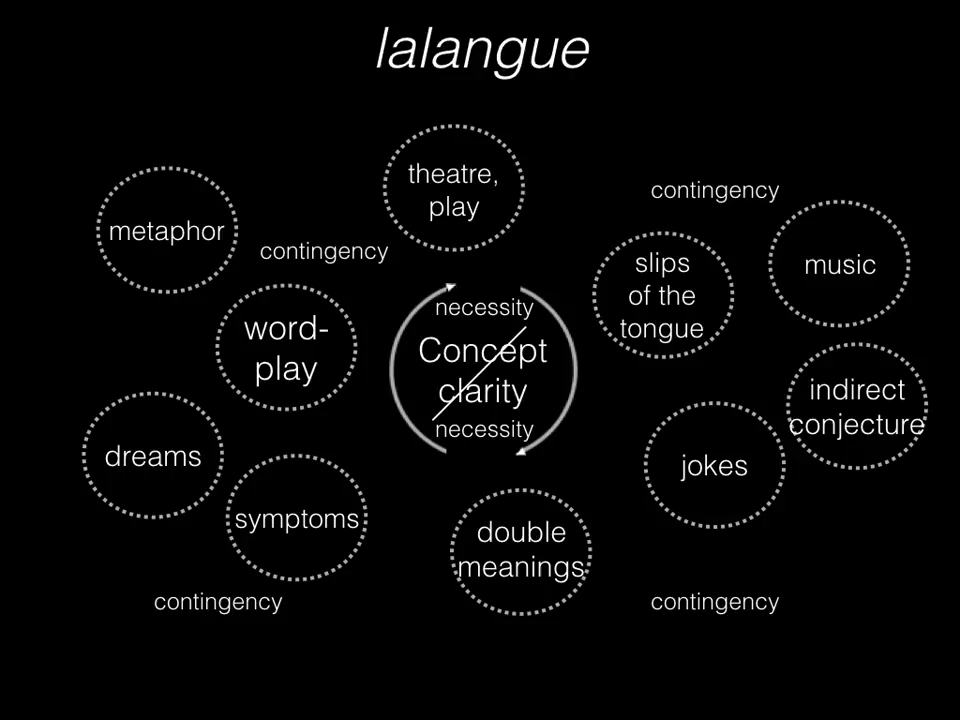 lalangue
theatre,
play
contingency
metaphor
contingency
slips
of the
tongue
music
necessity
word-
play
Concept
clarity
necessity
indirect
conjecture
dreams
jokes
symptoms
double
meanings
contingency
contingency